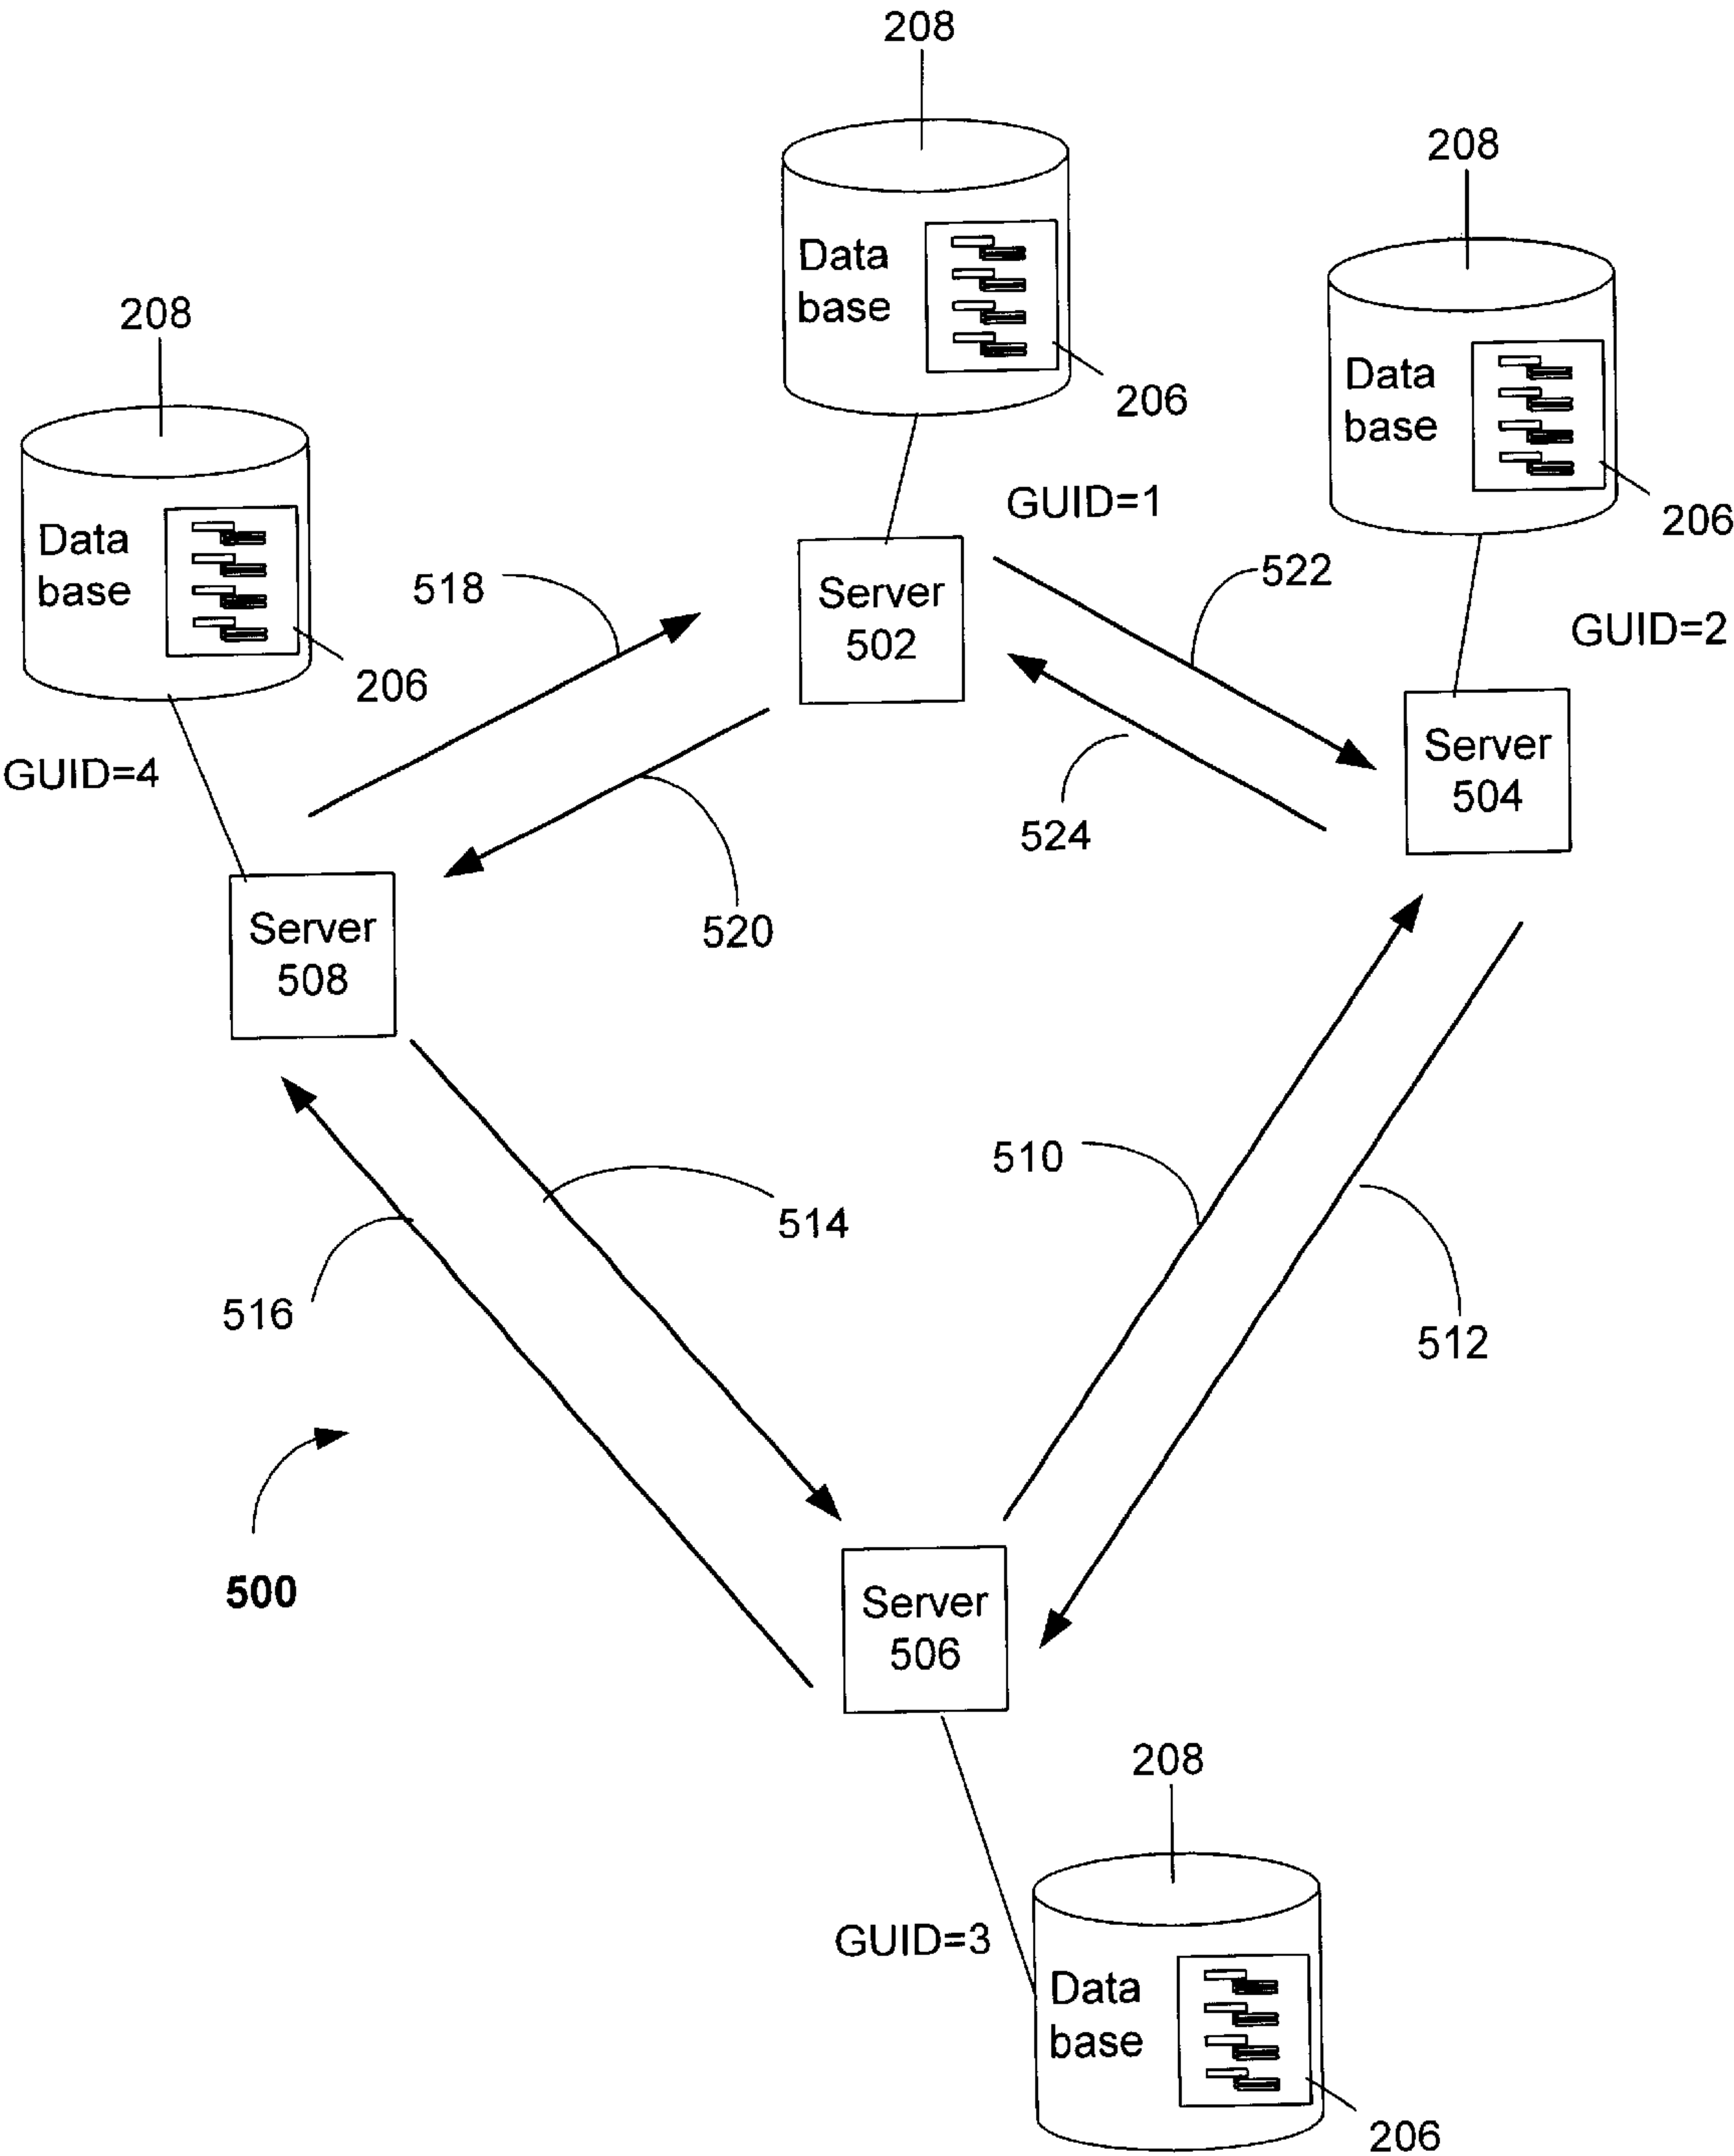 208
208
Data
base
206
208
Data
base
206
GUID=1
Data
base
206
518
Server
502
522
GUID=2
GUID=4
524
Server
504
520
Server
508
510
514
516
512
500
Server
506
208
GUID=3
Data
base
206